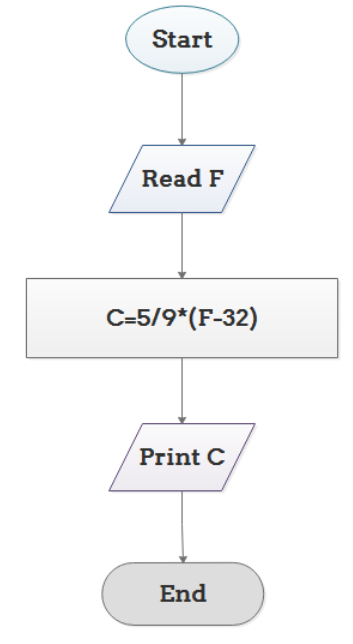 Start
Read F
C=5/9*(F-32)
Print C
End